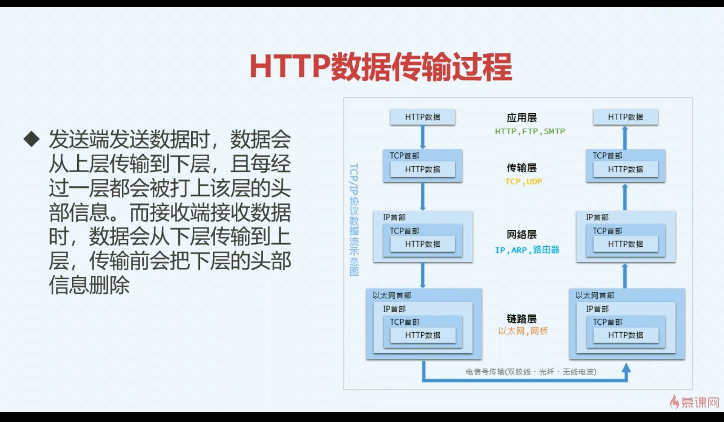 HTTP数据传输过程
◆ 发送端发送数据时，数据会
从上层传输到下层，且每经
过一层都会被打上该层的头
部信息。而接收端接收数据
时，数据会从下层传输到上
层，传输前会把下层的头部
信息删除
TCP/IP协议数据流示意图
HTTP数据
应用层
HTTP数据
HTTP,FTP,SMTP
TCP首部
HTTP数据
传输层
TCP,UDP
TCP首部
HTTP数据
IP首部
TCP首部
HTTP数据
网络层
IP,ARP,路由器
IP首部
TCP首部
HTTP数据
以太网首部
IP首部
TCP首部
HTTP数据
链路层
以太网,网桥
以太网首部
IP首部
TCP首部
HTTP数据
电信号传输(双绞线·光纤·无线电波)
慕课网